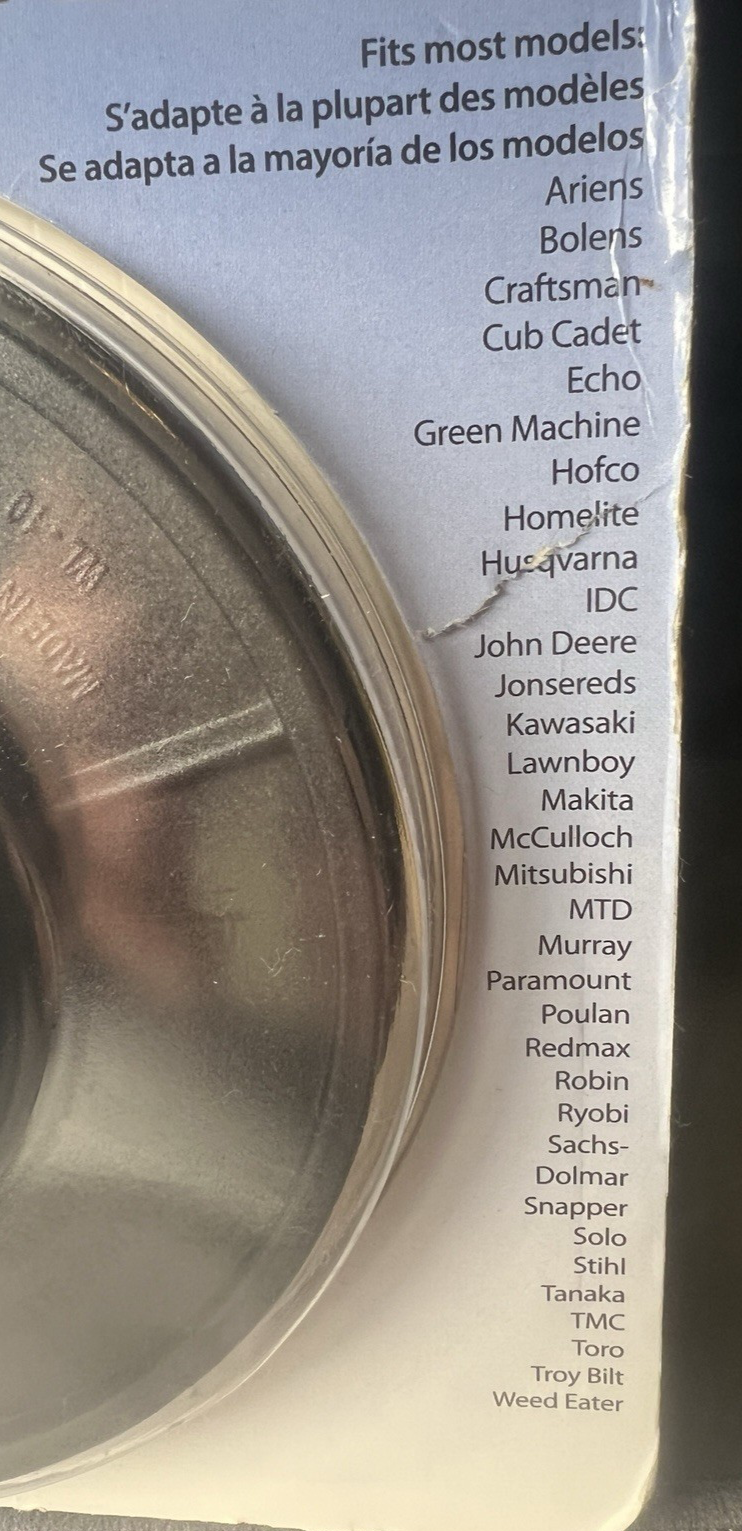 Fits most models:
S'adapte à la plupart des modèles
Se adapta a la mayoría de los modelos
Ariens
Bolens
Craftsman
Cub Cadet
Echo
Green Machine
Hofco
Homelite
Husqvarna
IDC
John Deere
Jonsereds
Kawasaki
Lawnboy
Makita
McCulloch
Mitsubishi
MTD
Murray
Paramount
Poulan
Redmax
Robin
Ryobi
Sachs-
Dolmar
Snapper
Solo
Stihl
Tanaka
TMC
Toro
Troy Bilt
Weed Eater
MADE IN